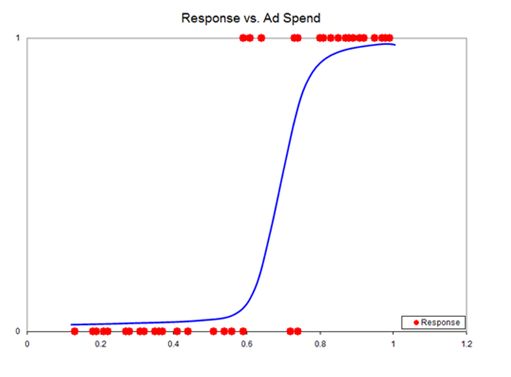 Response vs. Ad Spend
1
0
Response
0 0.2 0.4 0.6 0.8 1 1.2